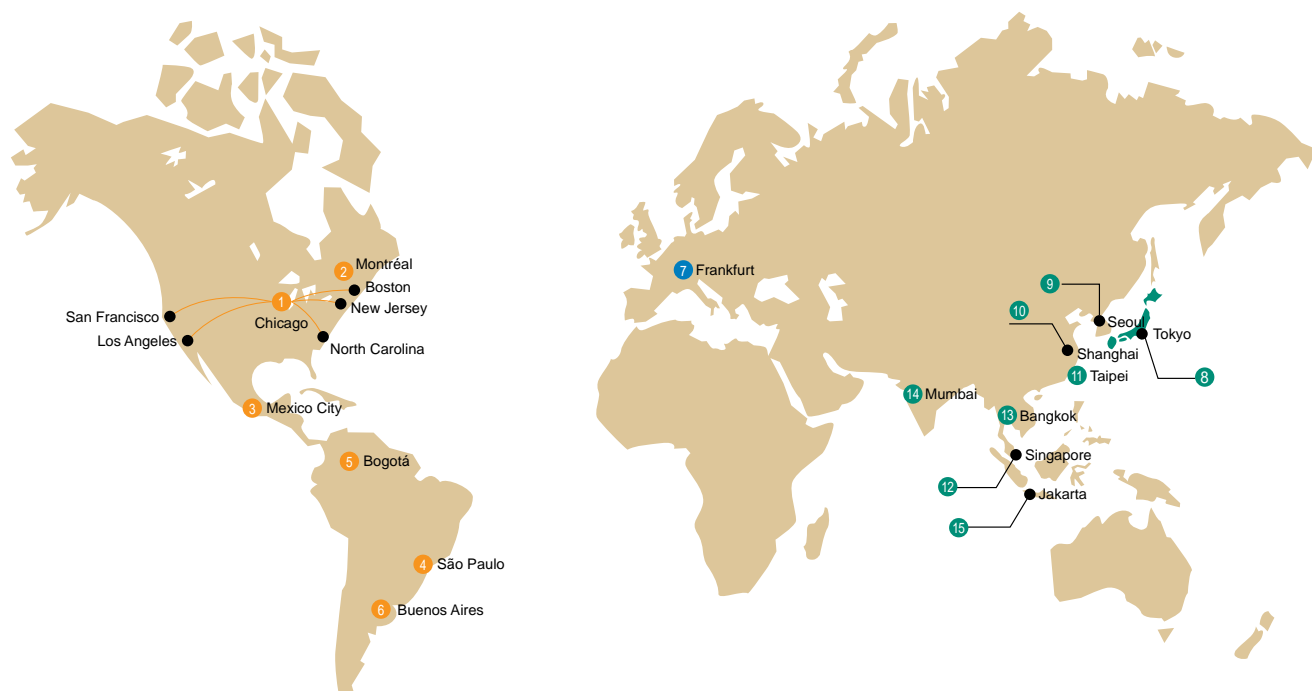 2 Montréal
Boston
1
New Jersey
San Francisco
Chicago
Los Angeles
North Carolina
3 Mexico City
5 Bogotá
4 São Paulo
6 Buenos Aires
7 Frankfurt
9
10
Seoul
Tokyo
Shanghai
11 Taipei
8
14 Mumbai
13 Bangkok
Singapore
12
Jakarta
15